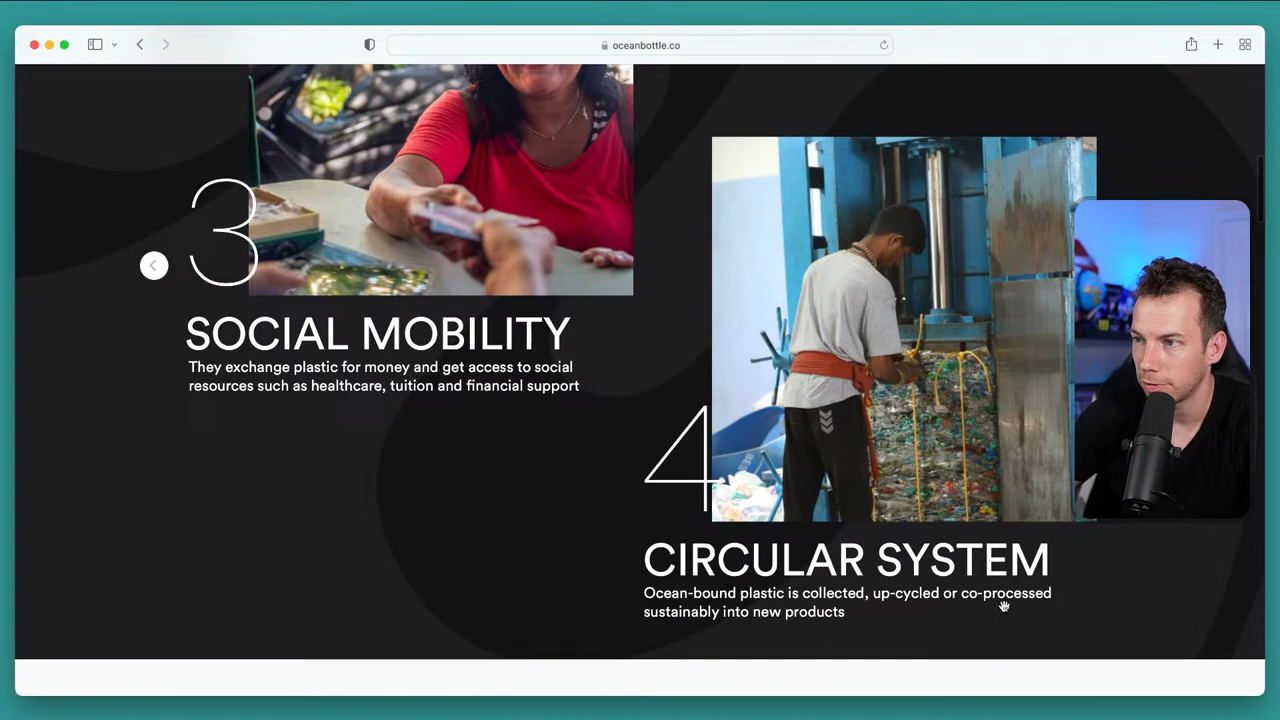 oceanbottle.co
3
SOCIAL MOBILITY
They exchange plastic for money and get access to social
resources such as healthcare, tuition and financial support
4
CIRCULAR SYSTEM
Ocean-bound plastic is collected, up-cycled or co-processed
sustainably into new products